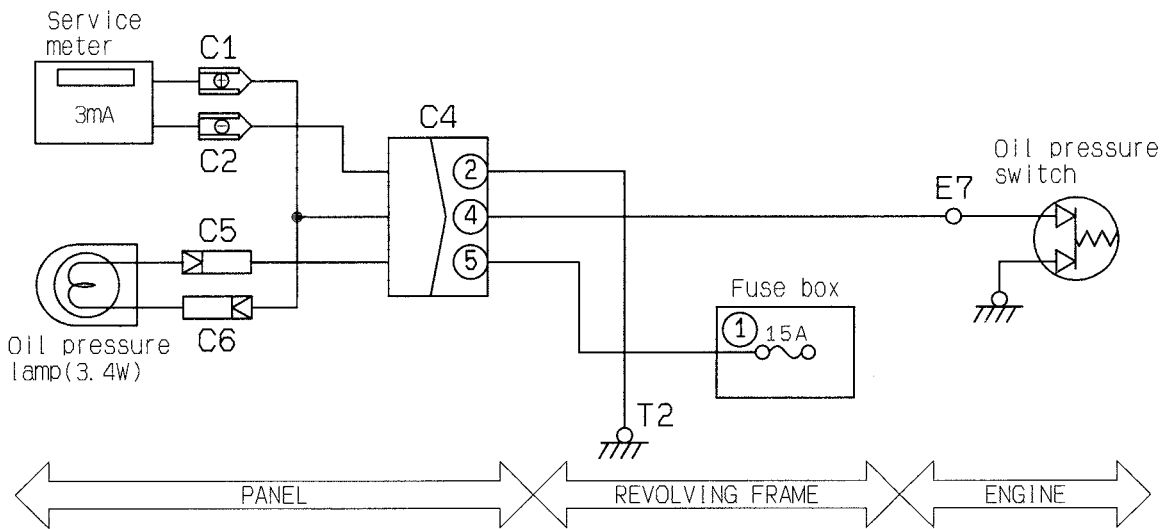 Service
meter
3mA
C1
⊕
⊖
C2
C4
2
4
5
C5
C6
Oil pressure
lamp(3.4W)
E7
Oil pressure
switch
Fuse box
1 15A
T2
PANEL
REVOLVING FRAME
ENGINE